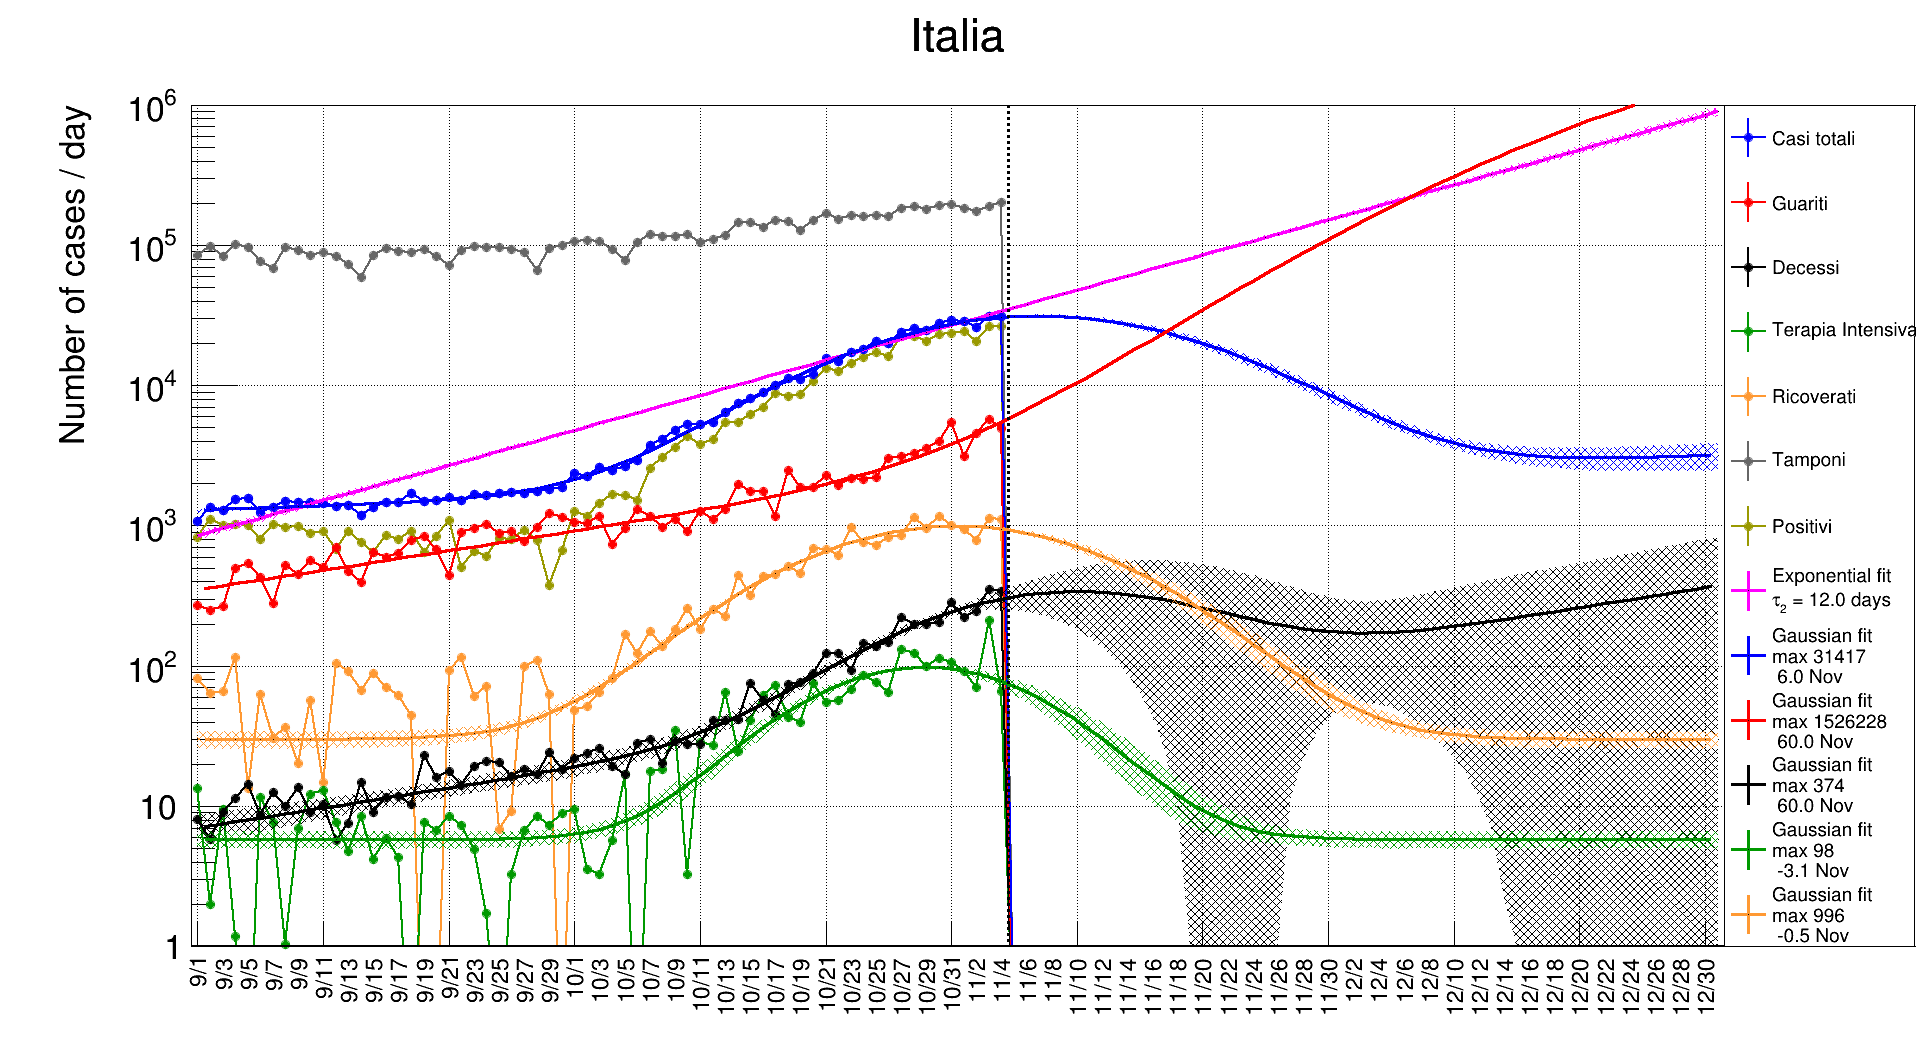 Italia
Number of cases / day
10^6
10^5
10^4
10^3
10^2
10
1
9/1
9/3
9/5
9/7
9/9
9/11
9/13
9/15
9/17
9/19
9/21
9/23
9/25
9/27
9/29
10/1
10/3
10/5
10/7
10/9
10/11
10/13
10/15
10/17
10/19
10/21
10/23
10/25
10/27
10/29
10/31
11/2
11/4
11/6
11/8
11/10
11/12
11/14
11/16
11/18
11/20
11/22
11/24
11/26
11/28
11/30
12/2
12/4
12/6
12/8
12/10
12/12
12/14
12/16
12/18
12/20
12/22
12/24
12/26
12/28
12/30
Casi totali
Guariti
Decessi
Terapia Intensiva
Ricoverati
Tamponi
Positivi
Exponential fit
τ₂ = 12.0 days
Gaussian fit
max 31417
6.0 Nov
Gaussian fit
max 1526228
60.0 Nov
Gaussian fit
max 374
60.0 Nov
Gaussian fit
max 98
-3.1 Nov
Gaussian fit
max 996
-0.5 Nov